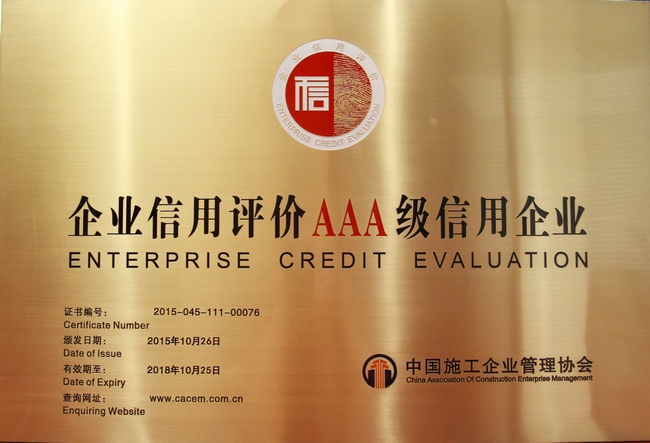 企业信用评价
信
ENTERPRISE CREDIT EVALUATION
企业信用评价AAA级信用企业
ENTERPRISE CREDIT EVALUATION
证书编号： 2015-045-111-00076
Certificate Number
颁发日期： 2015年10月26日
Date of Issue
有效期至： 2018年10月25日
Date of Expiry
查询网址： www.cacem.com.cn
Enquiring Website
中国施工企业管理协会
China Association Of Construction Enterprise Management